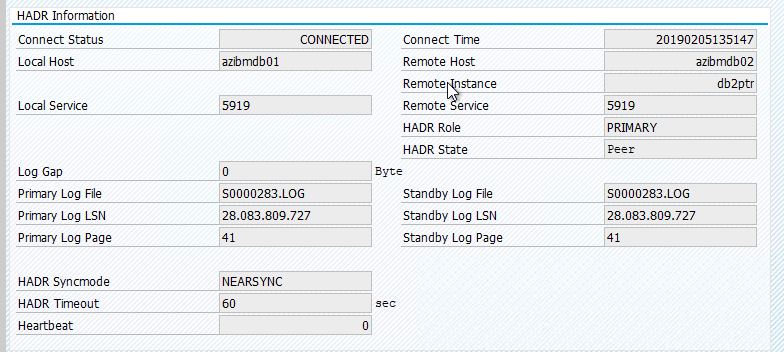 HADR Information
Connect Status CONNECTED Connect Time 20190205135147
Local Host azibmdb01 Remote Host azibmdb02
Remote Instance db2ptr
Local Service 5919 Remote Service 5919
HADR Role PRIMARY
HADR State Peer
Log Gap 0 Byte
Primary Log File S0000283.LOG Standby Log File S0000283.LOG
Primary Log LSN 28.083.809.727 Standby Log LSN 28.083.809.727
Primary Log Page 41 Standby Log Page 41
HADR Syncmode NEARSYNC
HADR Timeout 60 sec
Heartbeat 0